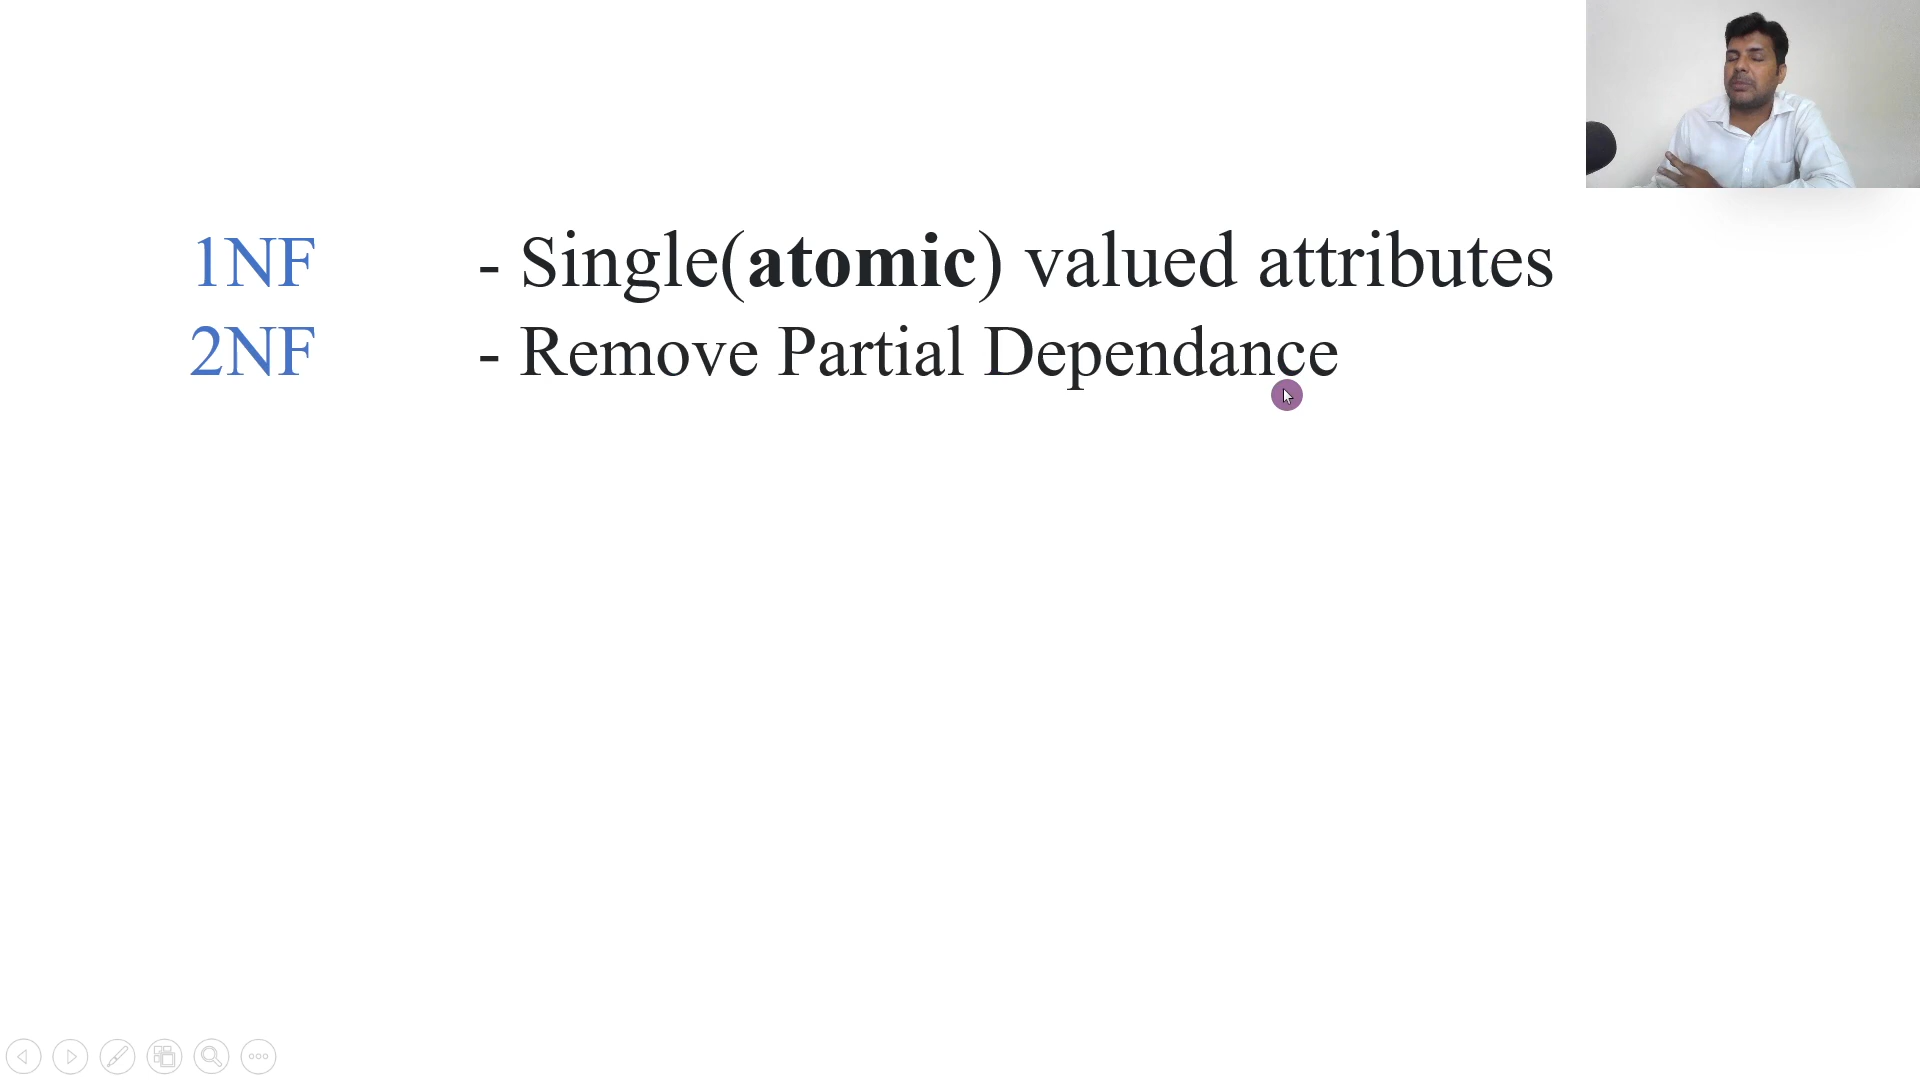 1NF - Single(atomic) valued attributes
2NF - Remove Partial Dependance